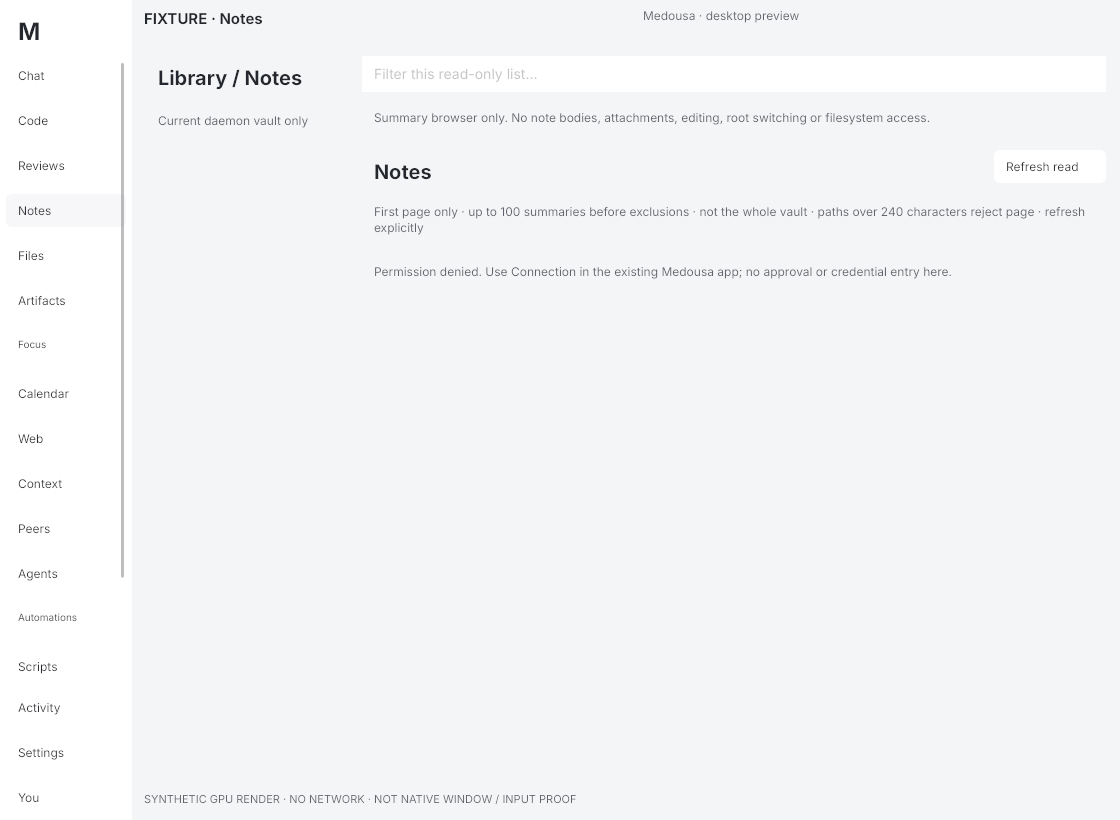 M
Chat
Code
Reviews
Notes
Files
Artifacts
Focus
Calendar
Web
Context
Peers
Agents
Automations
Scripts
Activity
Settings
You
FIXTURE · Notes
Medousa · desktop preview
Library / Notes
Current daemon vault only
Filter this read-only list...
Summary browser only. No note bodies, attachments, editing, root switching or filesystem access.
Notes
Refresh read
First page only · up to 100 summaries before exclusions · not the whole vault · paths over 240 characters reject page · refresh
explicitly
Permission denied. Use Connection in the existing Medousa app; no approval or credential entry here.
SYNTHETIC GPU RENDER · NO NETWORK · NOT NATIVE WINDOW / INPUT PROOF